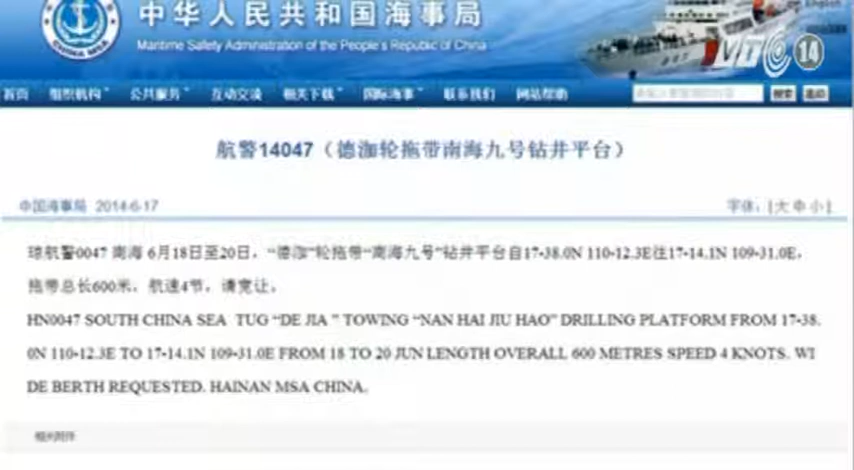 中华人民共和国海事局
Maritime Safety Administration of the People's Republic of China
CHINA MSA
VTC 14
首页 组织机构 公共服务 互动交流 相关下载 国际海事 联系我们 网站帮助
搜索
航警14047（德洳轮拖带南海九号钻井平台）
中国海事局 2014-6-17
字体：[大 中 小]
琼航警0047 南海 6月18日至20日，“德洳”轮拖带“南海九号”钻井平台自17-38.0N 110-12.3E往17-14.1N 109-31.0E，
拖带总长600米，航速4节，请宽让。
HN0047 SOUTH CHINA SEA TUG “DE JIA ” TOWING “NAN HAI JIU HAO” DRILLING PLATFORM FROM 17-38.
0N 110-12.3E TO 17-14.1N 109-31.0E FROM 18 TO 20 JUN LENGTH OVERALL 600 METRES SPEED 4 KNOTS. WI
DE BERTH REQUESTED. HAINAN MSA CHINA.
相关附件